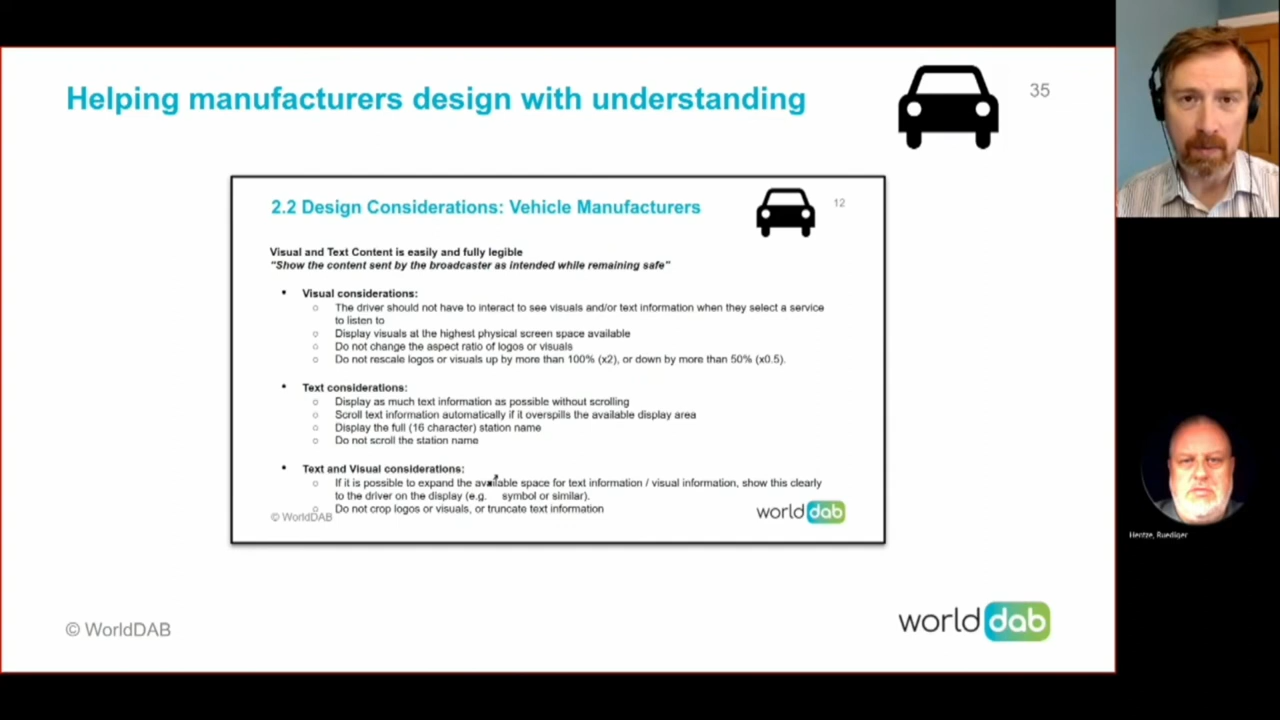 Helping manufacturers design with understanding
35
2.2 Design Considerations: Vehicle Manufacturers
12
Visual and Text Content is easily and fully legible
"Show the content sent by the broadcaster as intended while remaining safe"
• Visual considerations:
○ The driver should not have to interact to see visuals and/or text information when they select a service
to listen to
○ Display visuals at the highest physical screen space available
○ Do not change the aspect ratio of logos or visuals
○ Do not rescale logos or visuals up by more than 100% (x2), or down by more than 50% (x0.5).
• Text considerations:
○ Display as much text information as possible without scrolling
○ Scroll text information automatically if it overspills the available display area
○ Display the full (16 character) station name
○ Do not scroll the station name
• Text and Visual considerations:
○ If it is possible to expand the available space for text information / visual information, show this clearly
to the driver on the display (e.g. symbol or similar).
○ Do not crop logos or visuals, or truncate text information
© WorldDAB
worlddab
Hentze, Ruediger
© WorldDAB
worlddab